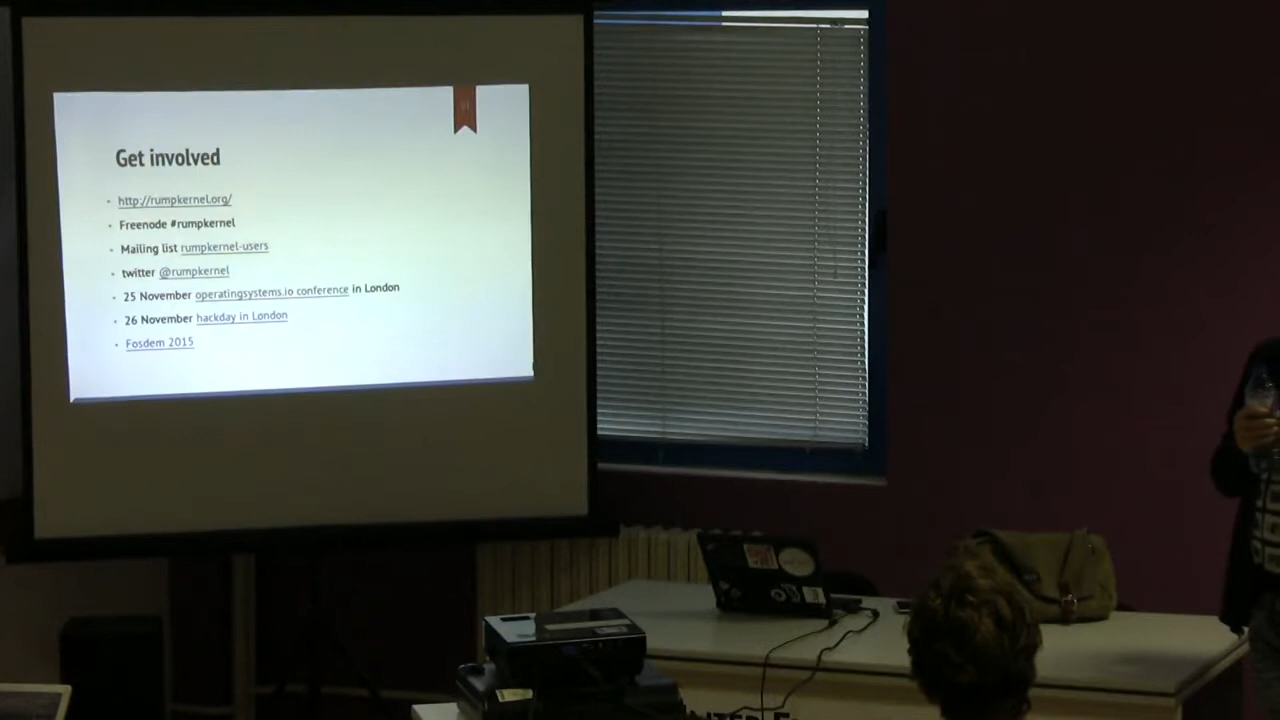 Get involved
http://rumpkernel.org/
Freenode #rumpkernel
Mailing list rumpkernel-users
twitter @rumpkernel
25 November operatingsystems.io conference in London
26 November hackday in London
Fosdem 2015